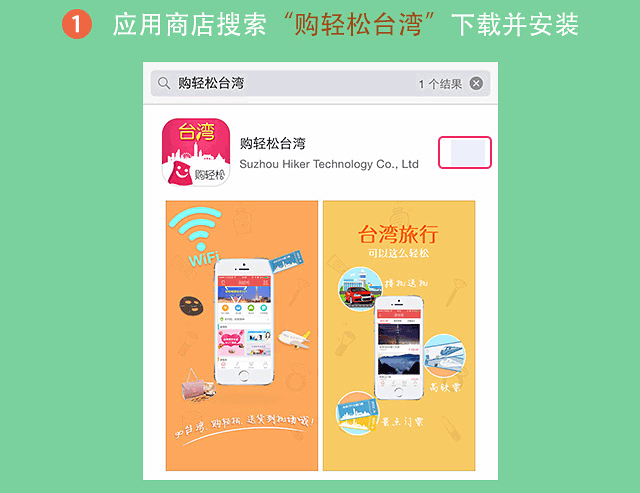 1 应用商店搜索“购轻松台湾”下载并安装
购轻松台湾
1 个结果
台湾
购轻松
购轻松台湾
Suzhou Hiker Technology Co., Ltd
WiFi
台湾旅行
可以这么轻松
接机送机
高铁票
景点门票